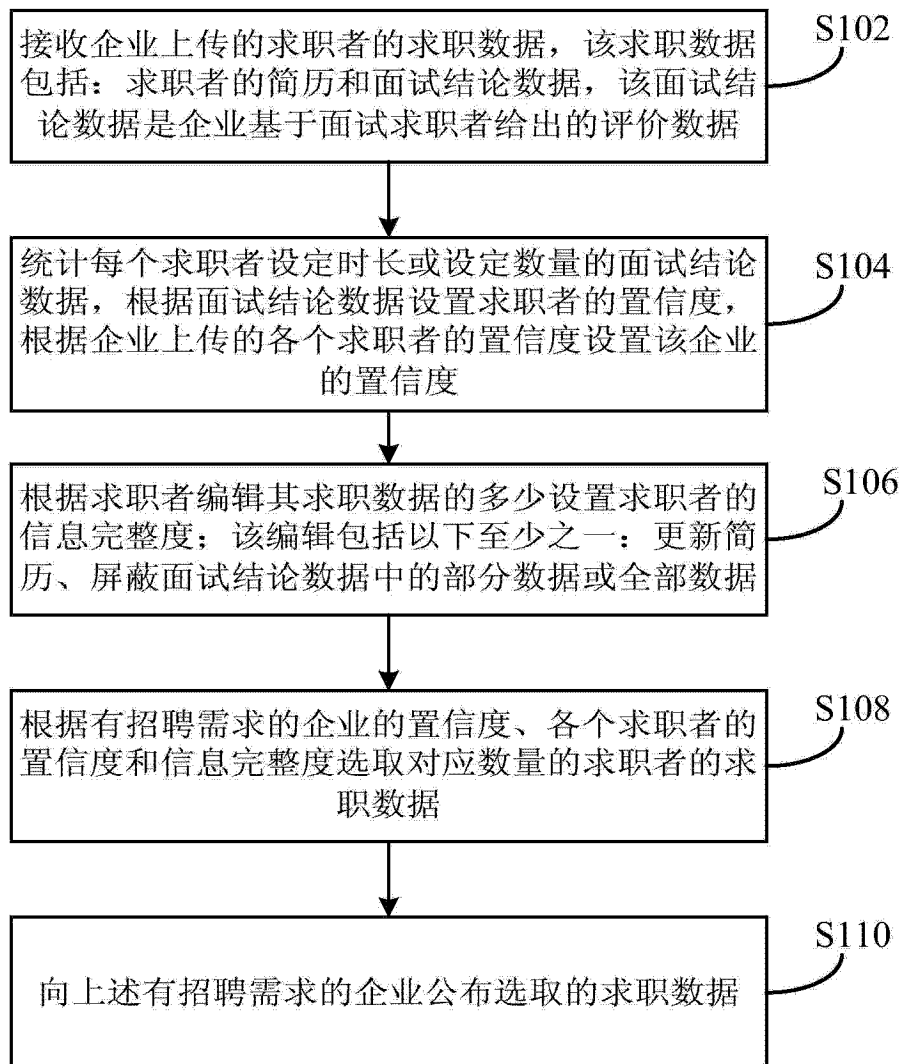 接收企业上传的求职者的求职数据，该求职数据
包括：求职者的简历和面试结论数据，该面试结
论数据是企业基于面试求职者给出的评价数据
S102
统计每个求职者设定时长或设定数量的面试结论
数据，根据面试结论数据设置求职者的置信度，
根据企业上传的各个求职者的置信度设置该企业
的置信度
S104
根据求职者编辑其求职数据的多少设置求职者的
信息完整度；该编辑包括以下至少之一：更新简
历、屏蔽面试结论数据中的部分数据或全部数据
S106
根据有招聘需求的企业的置信度、各个求职者的
置信度和信息完整度选取对应数量的求职者的求
职数据
S108
向上述有招聘需求的企业公布选取的求职数据
S110